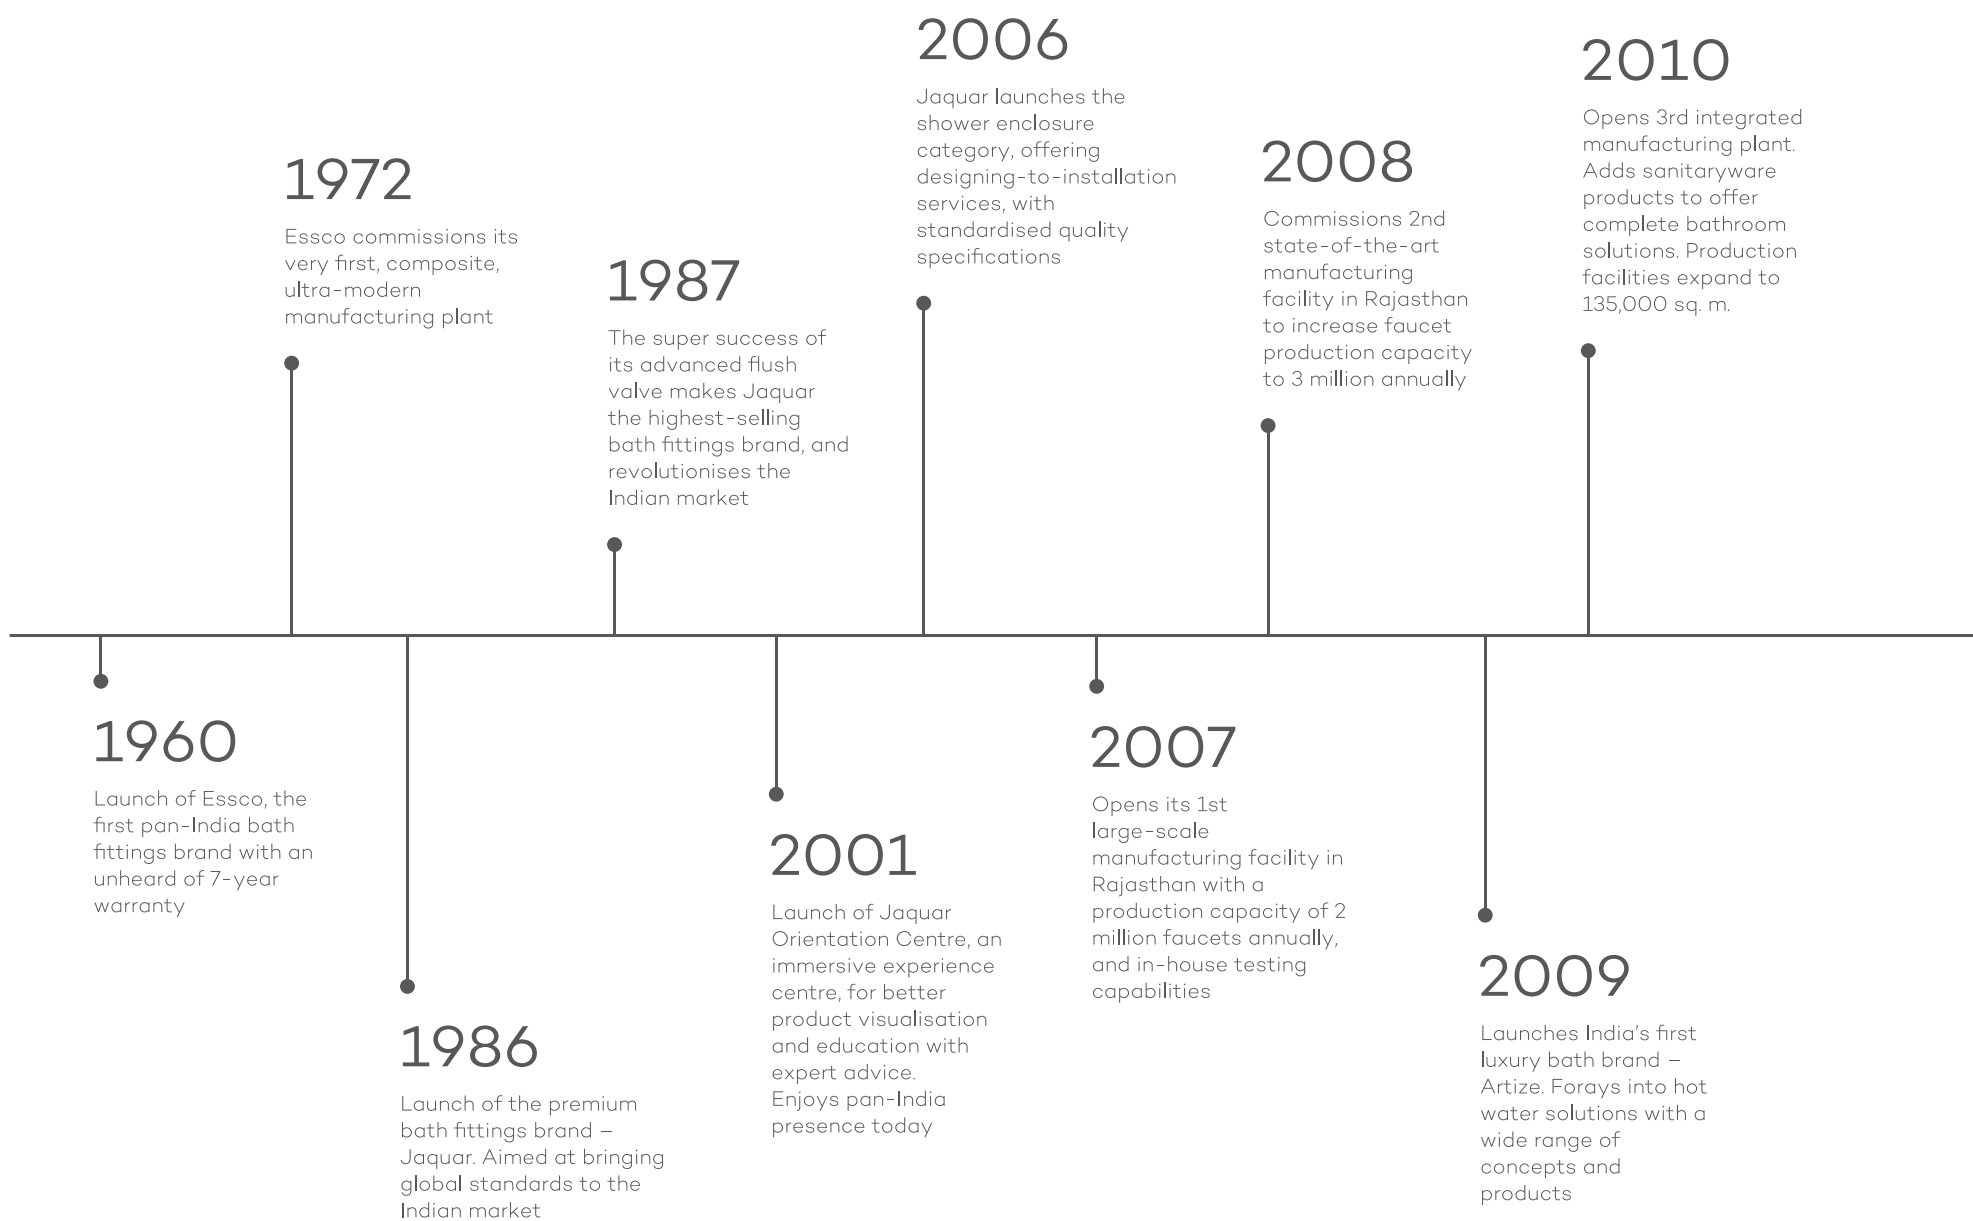 1960
Launch of Essco, the
first pan-India bath
fittings brand with an
unheard of 7-year
warranty
1972
Essco commissions its
very first, composite,
ultra-modern
manufacturing plant
1986
Launch of the premium
bath fittings brand –
Jaquar. Aimed at bringing
global standards to the
Indian market
1987
The super success of
its advanced flush
valve makes Jaquar
the highest-selling
bath fittings brand, and
revolutionises the
Indian market
2001
Launch of Jaquar
Orientation Centre, an
immersive experience
centre, for better
product visualisation
and education with
expert advice.
Enjoys pan-India
presence today
2006
Jaquar launches the
shower enclosure
category, offering
designing-to-installation
services, with
standardised quality
specifications
2007
Opens its 1st
large-scale
manufacturing facility in
Rajasthan with a
production capacity of 2
million faucets annually,
and in-house testing
capabilities
2008
Commissions 2nd
state-of-the-art
manufacturing
facility in Rajasthan
to increase faucet
production capacity
to 3 million annually
2009
Launches India’s first
luxury bath brand –
Artize. Forays into hot
water solutions with a
wide range of
concepts and
products
2010
Opens 3rd integrated
manufacturing plant.
Adds sanitaryware
products to offer
complete bathroom
solutions. Production
facilities expand to
135,000 sq. m.